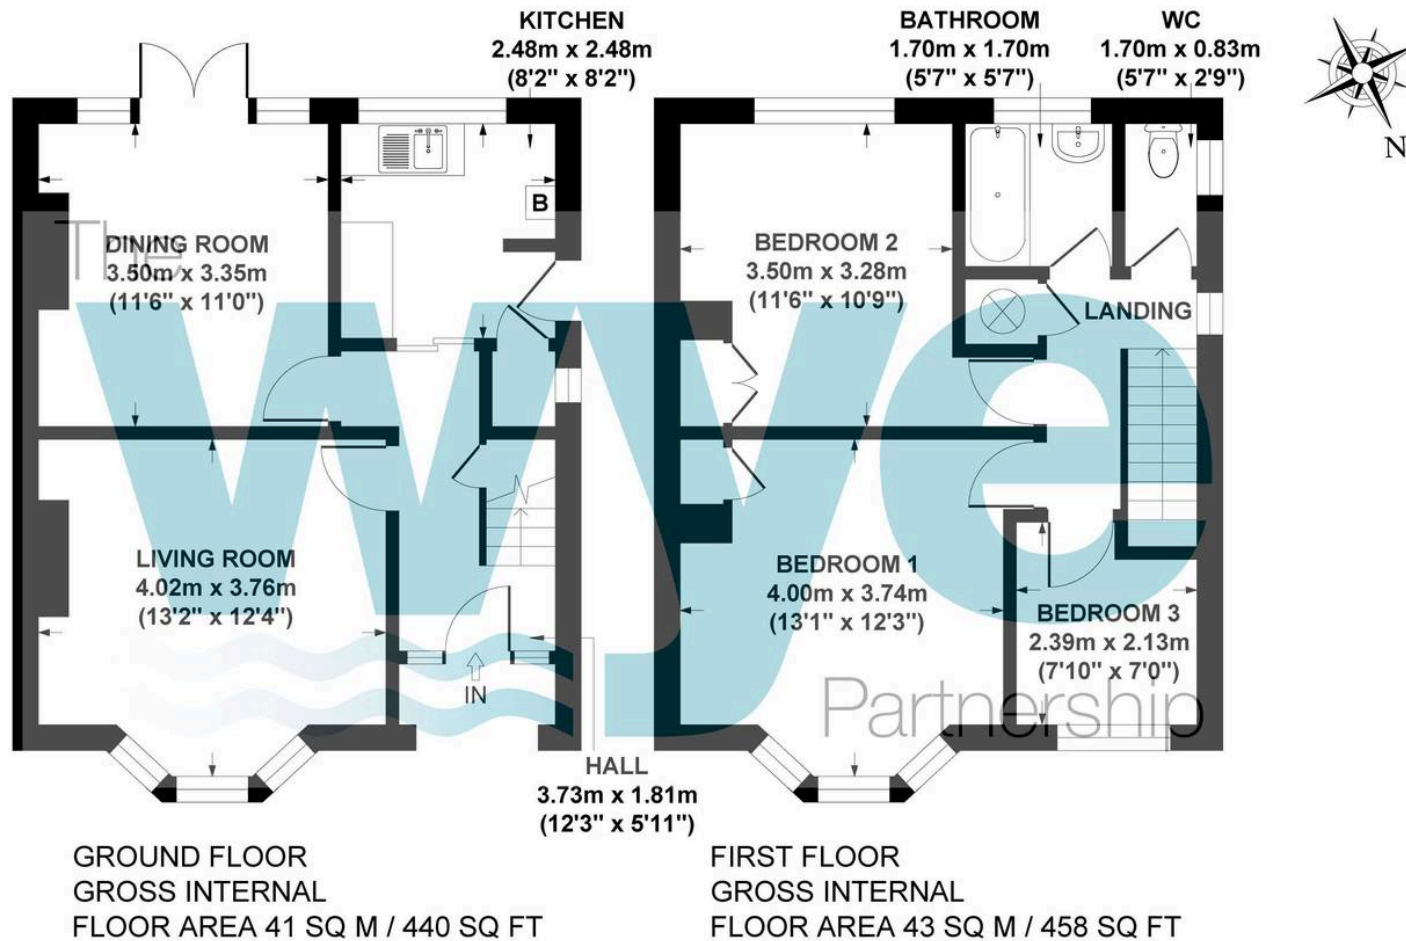 KITCHEN
2.48m x 2.48m
(8'2" x 8'2")
BATHROOM
1.70m x 1.70m
(5'7" x 5'7")
WC
1.70m x 0.83m
(5'7" x 2'9")
N
B
The
DINING ROOM
3.50m x 3.35m
(11'6" x 11'0")
BEDROOM 2
3.50m x 3.28m
(11'6" x 10'9")
LANDING
wye
LIVING ROOM
4.02m x 3.76m
(13'2" x 12'4")
BEDROOM 1
4.00m x 3.74m
(13'1" x 12'3")
BEDROOM 3
2.39m x 2.13m
(7'10" x 7'0")
IN
Partnership
HALL
3.73m x 1.81m
(12'3" x 5'11")
GROUND FLOOR
GROSS INTERNAL
FLOOR AREA 41 SQ M / 440 SQ FT
FIRST FLOOR
GROSS INTERNAL
FLOOR AREA 43 SQ M / 458 SQ FT